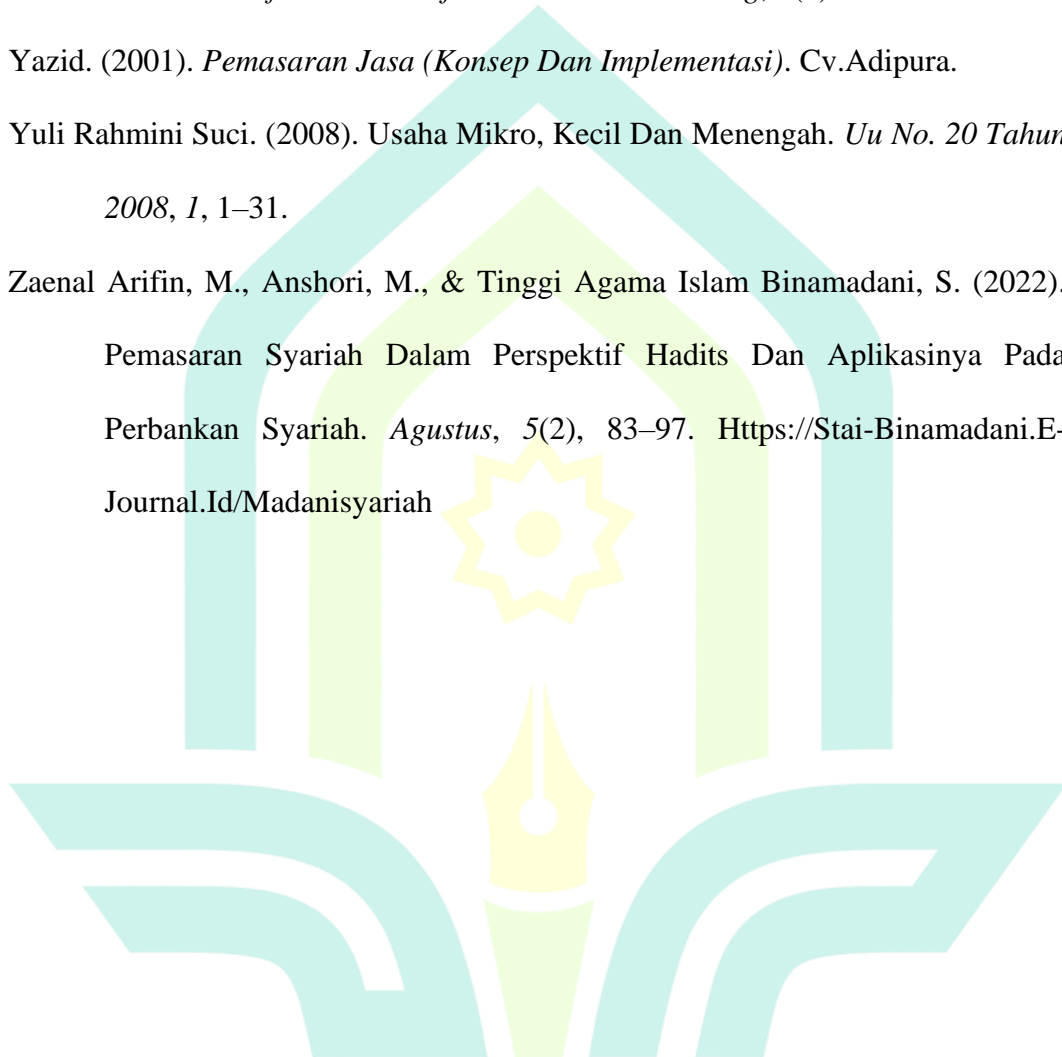 Yazid. (2001). Pemasaran Jasa (Konsep Dan Implementasi). Cv.Adipura.
Yuli Rahmini Suci. (2008). Usaha Mikro, Kecil Dan Menengah. Uu No. 20 Tahun
2008, 1, 1–31.
Zaenal Arifin, M., Anshori, M., & Tinggi Agama Islam Binamadani, S. (2022).
Pemasaran Syariah Dalam Perspektif Hadits Dan Aplikasinya Pada
Perbankan Syariah. Agustus, 5(2), 83–97. Https://Stai-Binamadani.E-
Journal.Id/Madanisyariah